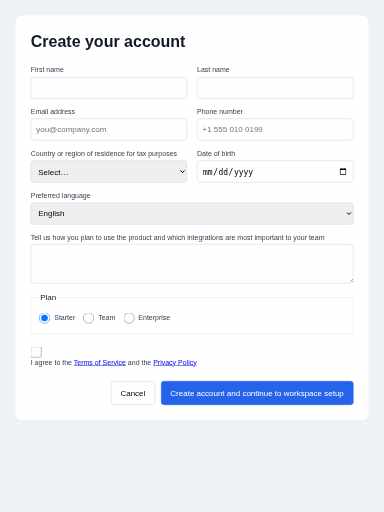 Create your account
First name
Last name
Email address
Phone number
you@company.com
+1 555 010 0199
Country or region of residence for tax purposes
Date of birth
Select...
mm/dd/yyyy
Preferred language
English
Tell us how you plan to use the product and which integrations are most important to your team
Plan
Starter
Team
Enterprise
I agree to the Terms of Service and the Privacy Policy
Cancel
Create account and continue to workspace setup